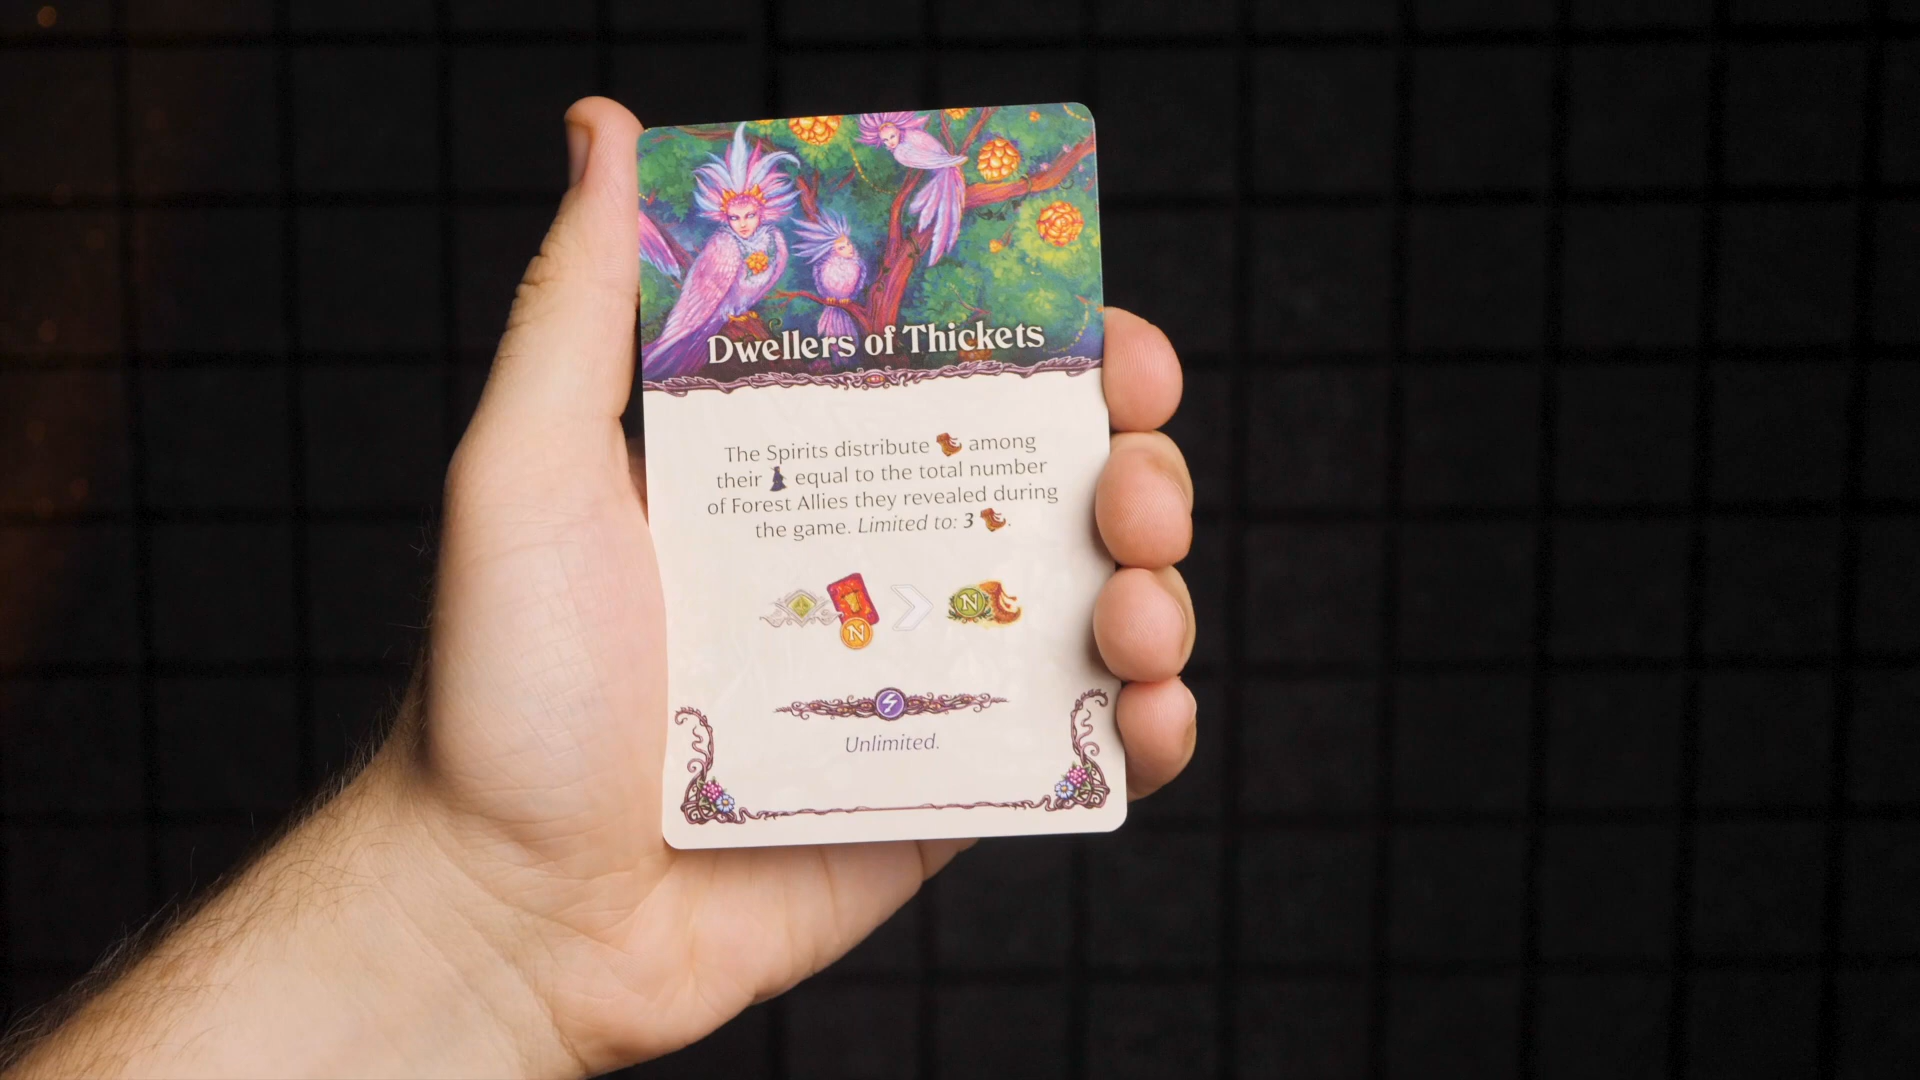 Dwellers of Thickets
The Spirits distribute among
their equal to the total number
of Forest Allies they revealed during
the game. Limited to: 3 .
N N
Unlimited.